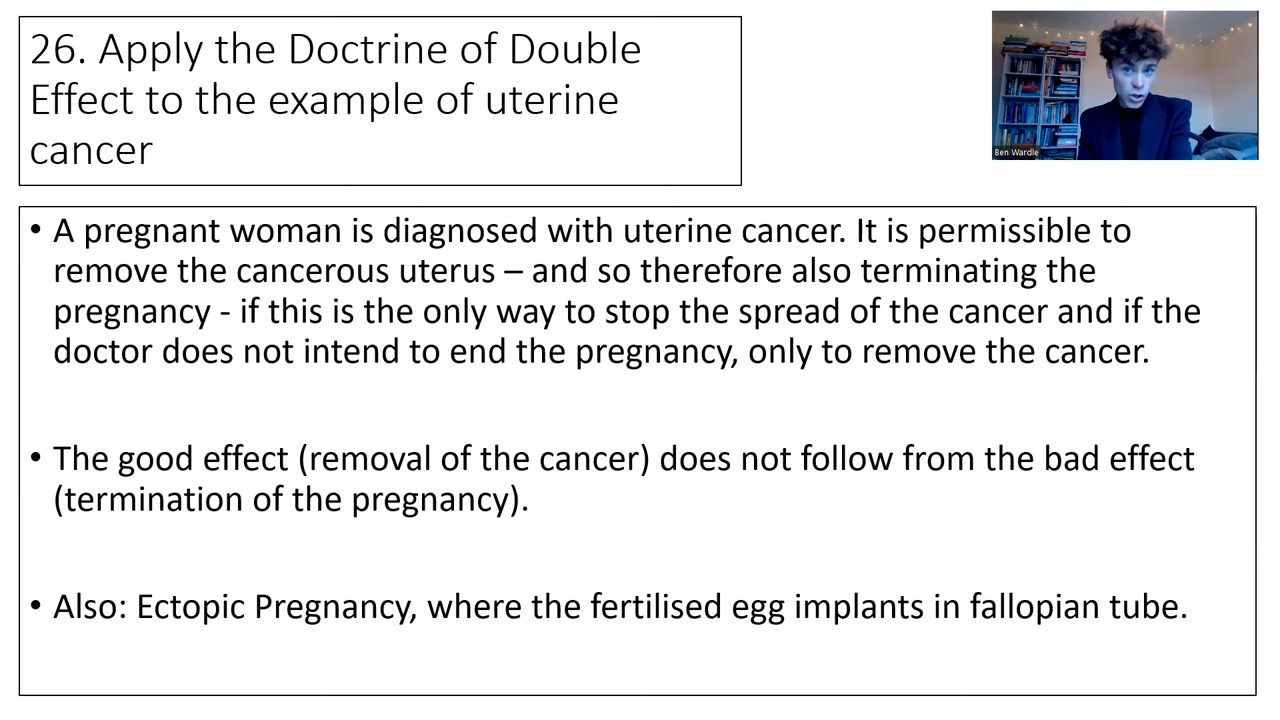 26. Apply the Doctrine of Double
Effect to the example of uterine
cancer
Ben Wardle
• A pregnant woman is diagnosed with uterine cancer. It is permissible to
remove the cancerous uterus – and so therefore also terminating the
pregnancy - if this is the only way to stop the spread of the cancer and if the
doctor does not intend to end the pregnancy, only to remove the cancer.
• The good effect (removal of the cancer) does not follow from the bad effect
(termination of the pregnancy).
• Also: Ectopic Pregnancy, where the fertilised egg implants in fallopian tube.